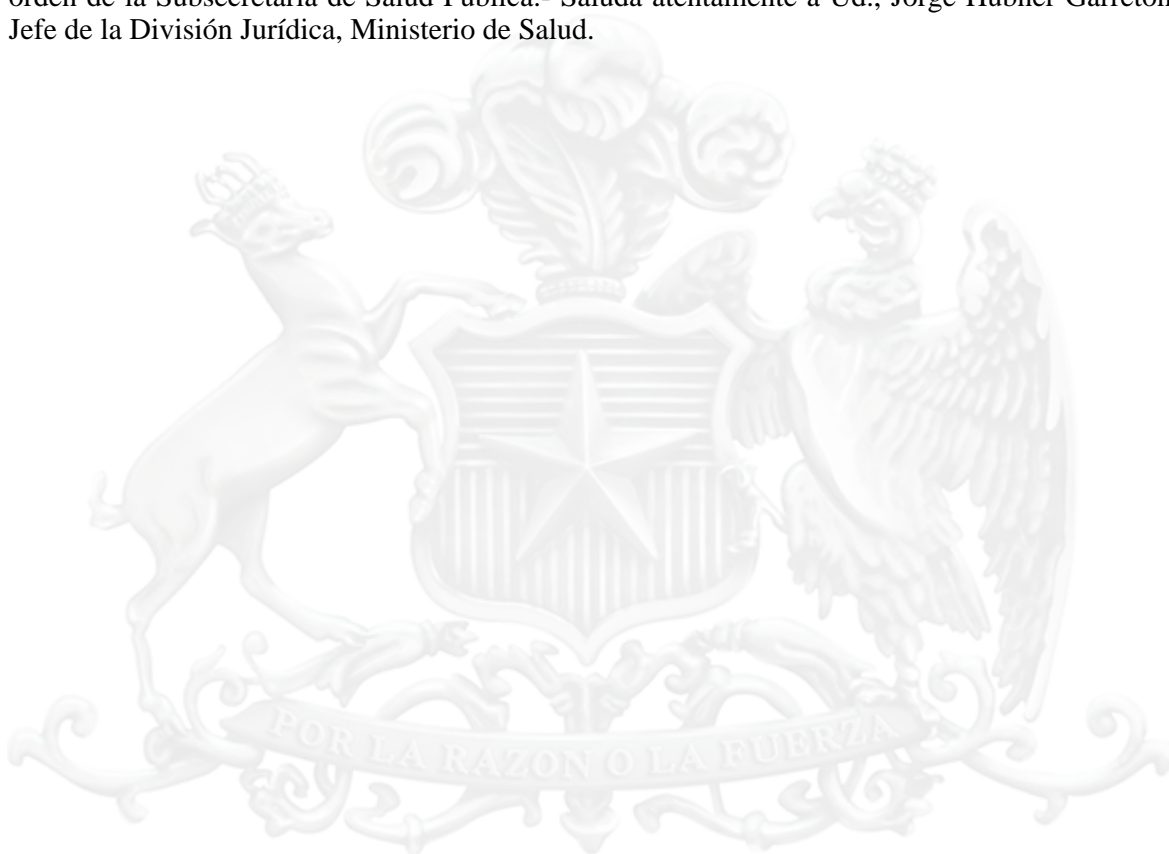 orden de la Subsecretaría de Salud Pública.- Saluda atentamente a Ud., Jorge Hübner Garretón,
Jefe de la División Jurídica, Ministerio de Salud.
POR LA RAZON O LA FUERZA